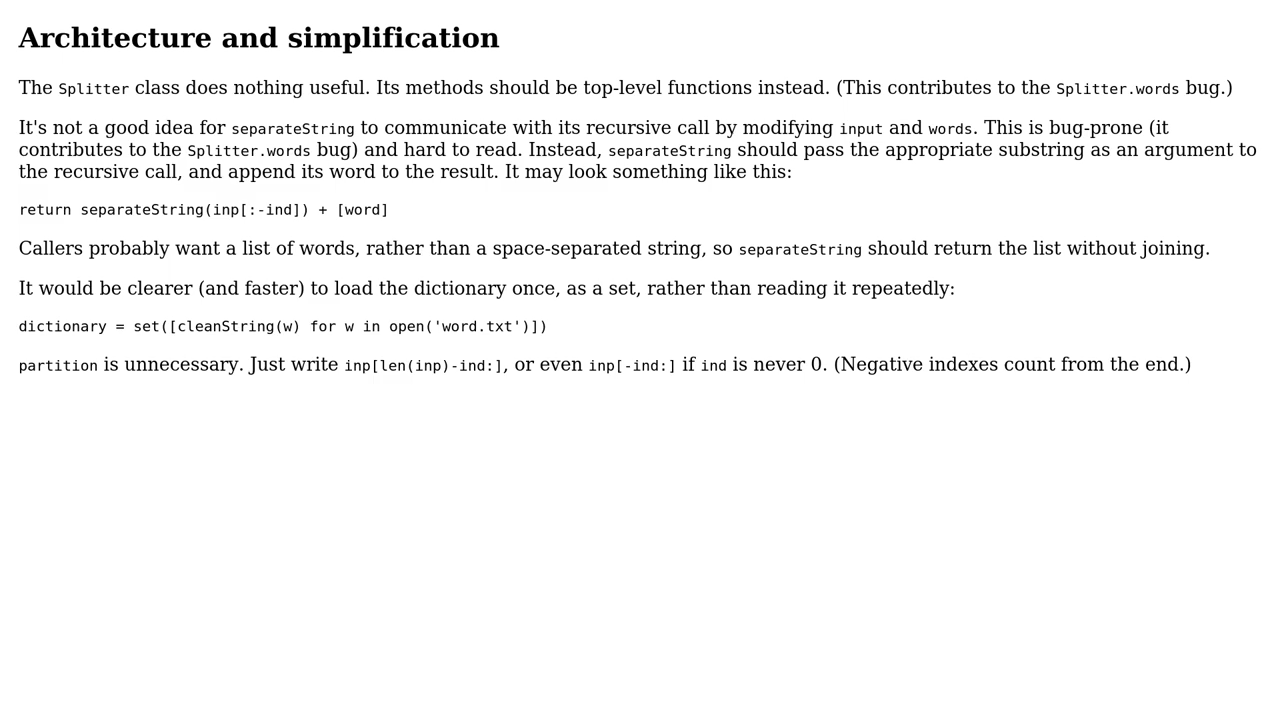 Architecture and simplification
The Splitter class does nothing useful. Its methods should be top-level functions instead. (This contributes to the Splitter.words bug.)
It's not a good idea for separateString to communicate with its recursive call by modifying input and words. This is bug-prone (it
contributes to the Splitter.words bug) and hard to read. Instead, separateString should pass the appropriate substring as an argument to
the recursive call, and append its word to the result. It may look something like this:
return separateString(inp[:-ind]) + [word]
Callers probably want a list of words, rather than a space-separated string, so separateString should return the list without joining.
It would be clearer (and faster) to load the dictionary once, as a set, rather than reading it repeatedly:
dictionary = set([cleanString(w) for w in open('word.txt')])
partition is unnecessary. Just write inp[len(inp)-ind:], or even inp[-ind:] if ind is never 0. (Negative indexes count from the end.)